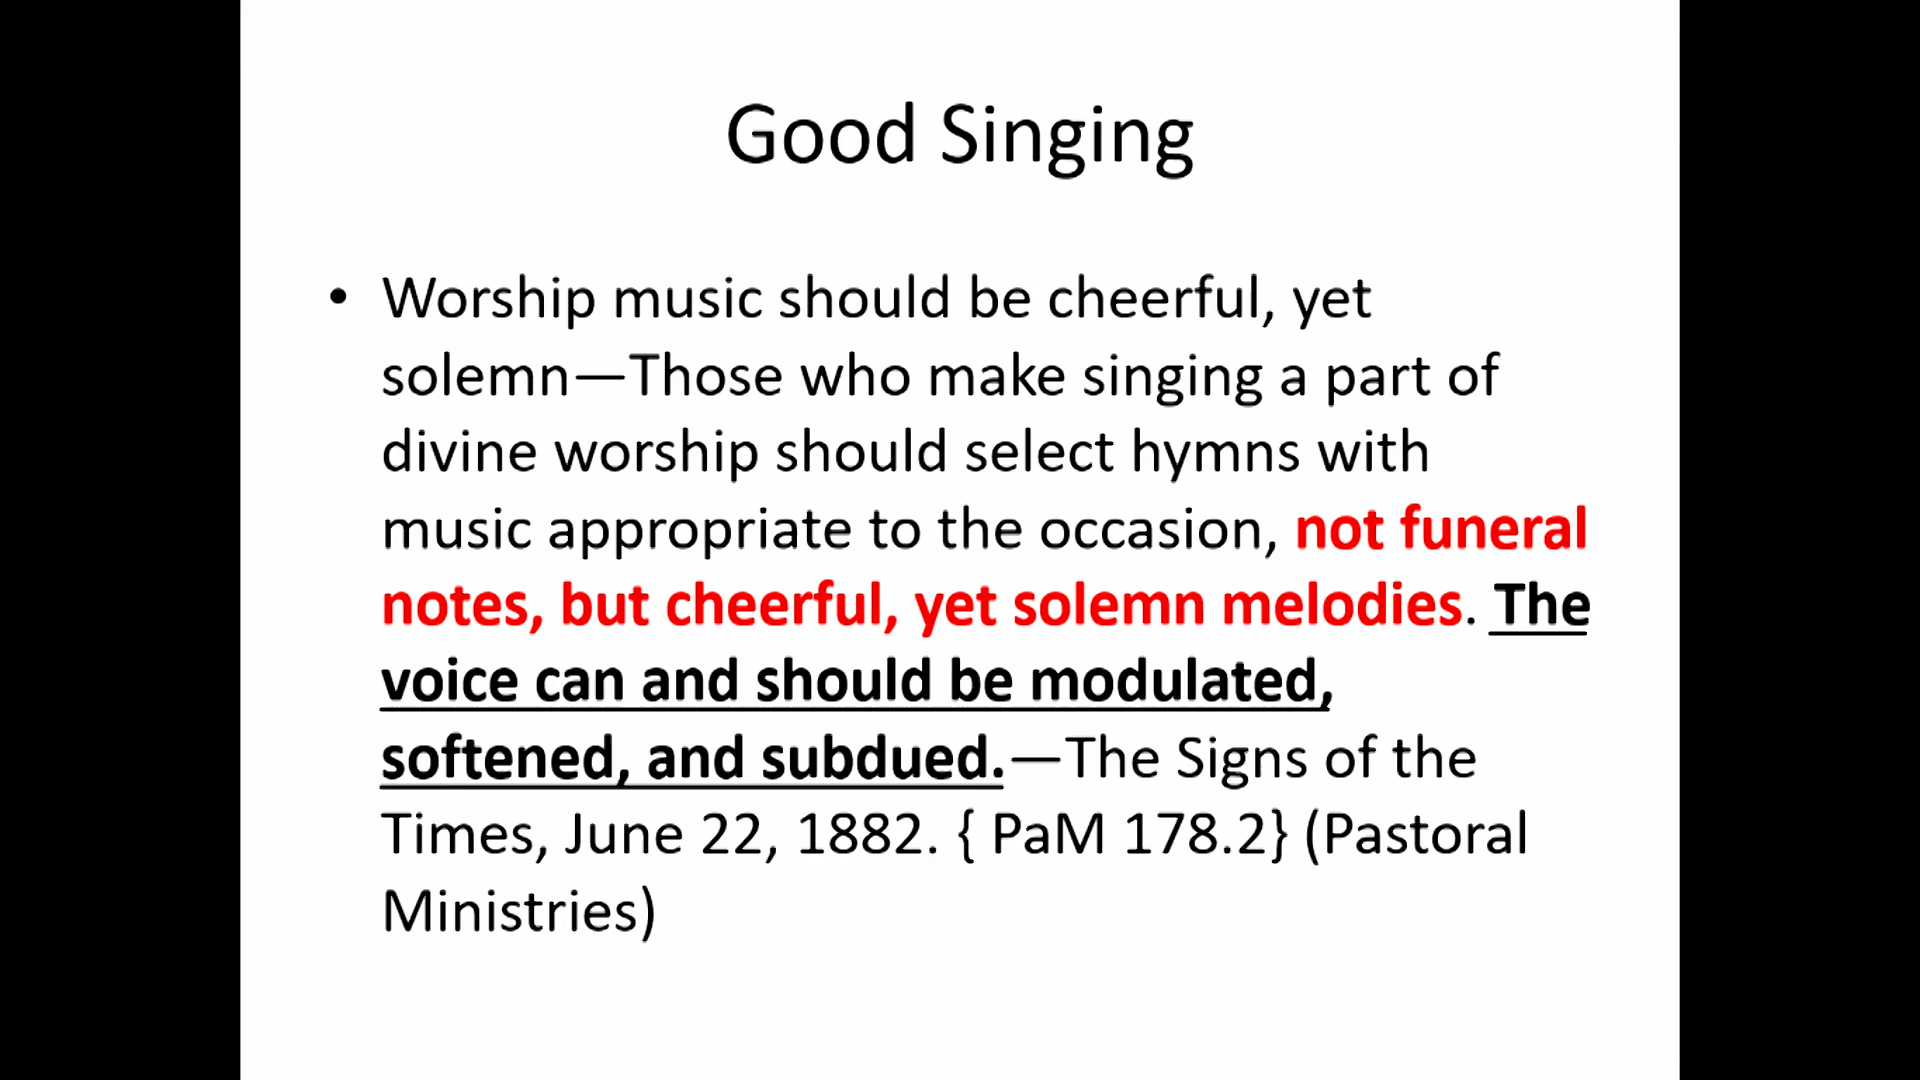 Good Singing
• Worship music should be cheerful, yet
solemn—Those who make singing a part of
divine worship should select hymns with
music appropriate to the occasion, not funeral
notes, but cheerful, yet solemn melodies. The
voice can and should be modulated,
softened, and subdued.—The Signs of the
Times, June 22, 1882. { PaM 178.2} (Pastoral
Ministries)